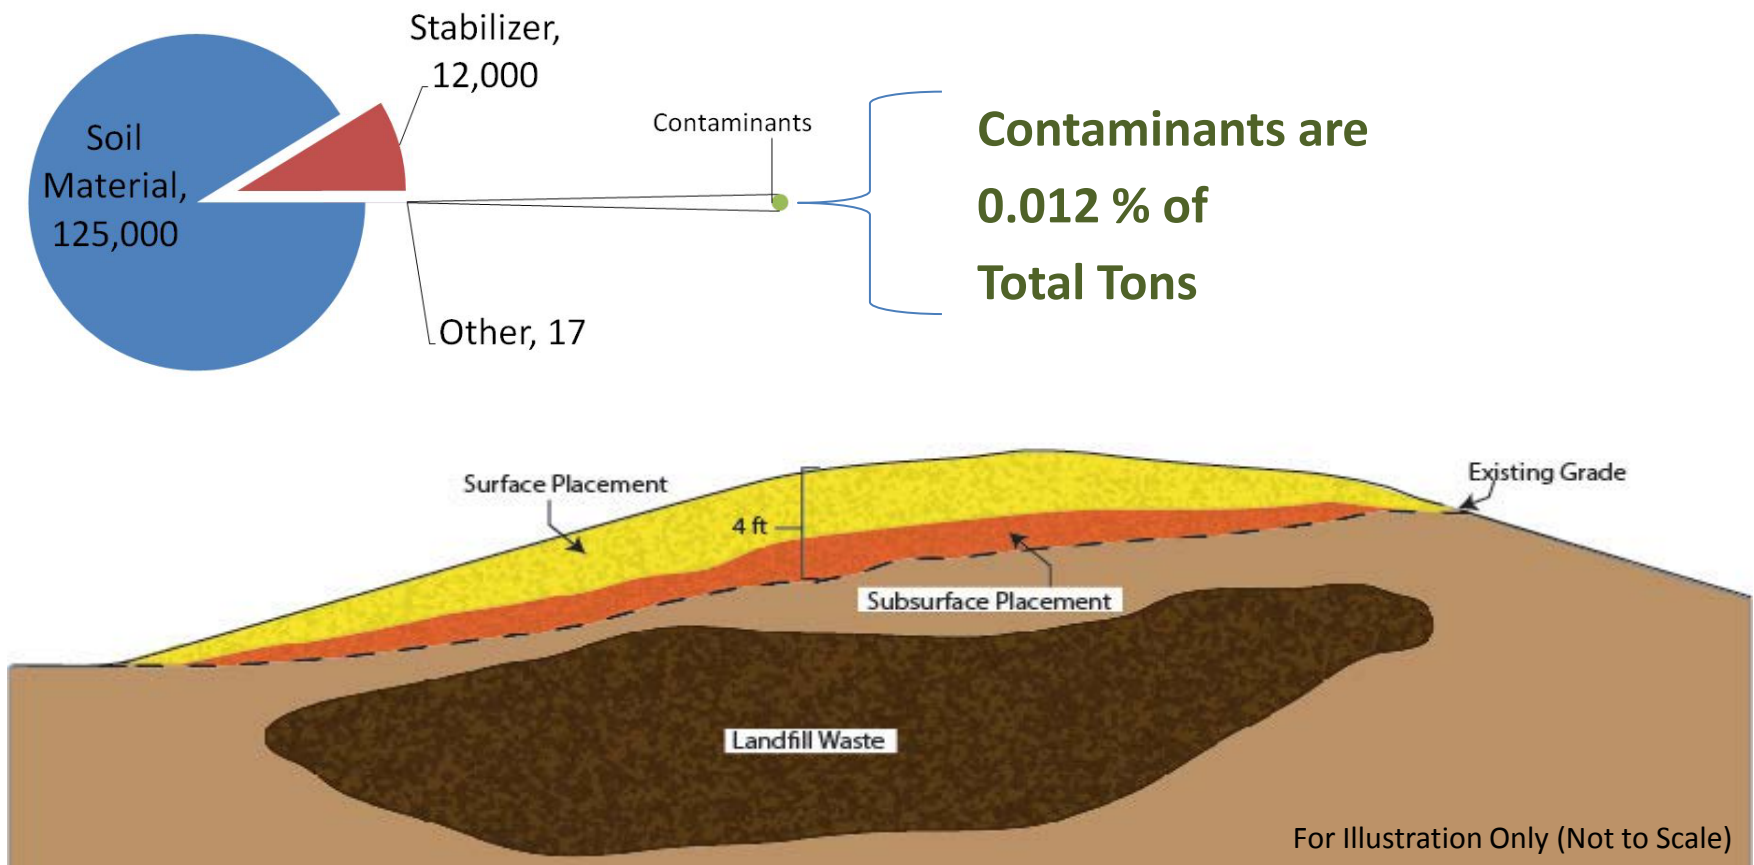 Stabilizer,
12,000
Soil
Material,
125,000
Contaminants
Other, 17
Contaminants are
0.012 % of
Total Tons
Surface Placement
4 ft
Existing Grade
Subsurface Placement
Landfill Waste
For Illustration Only (Not to Scale)